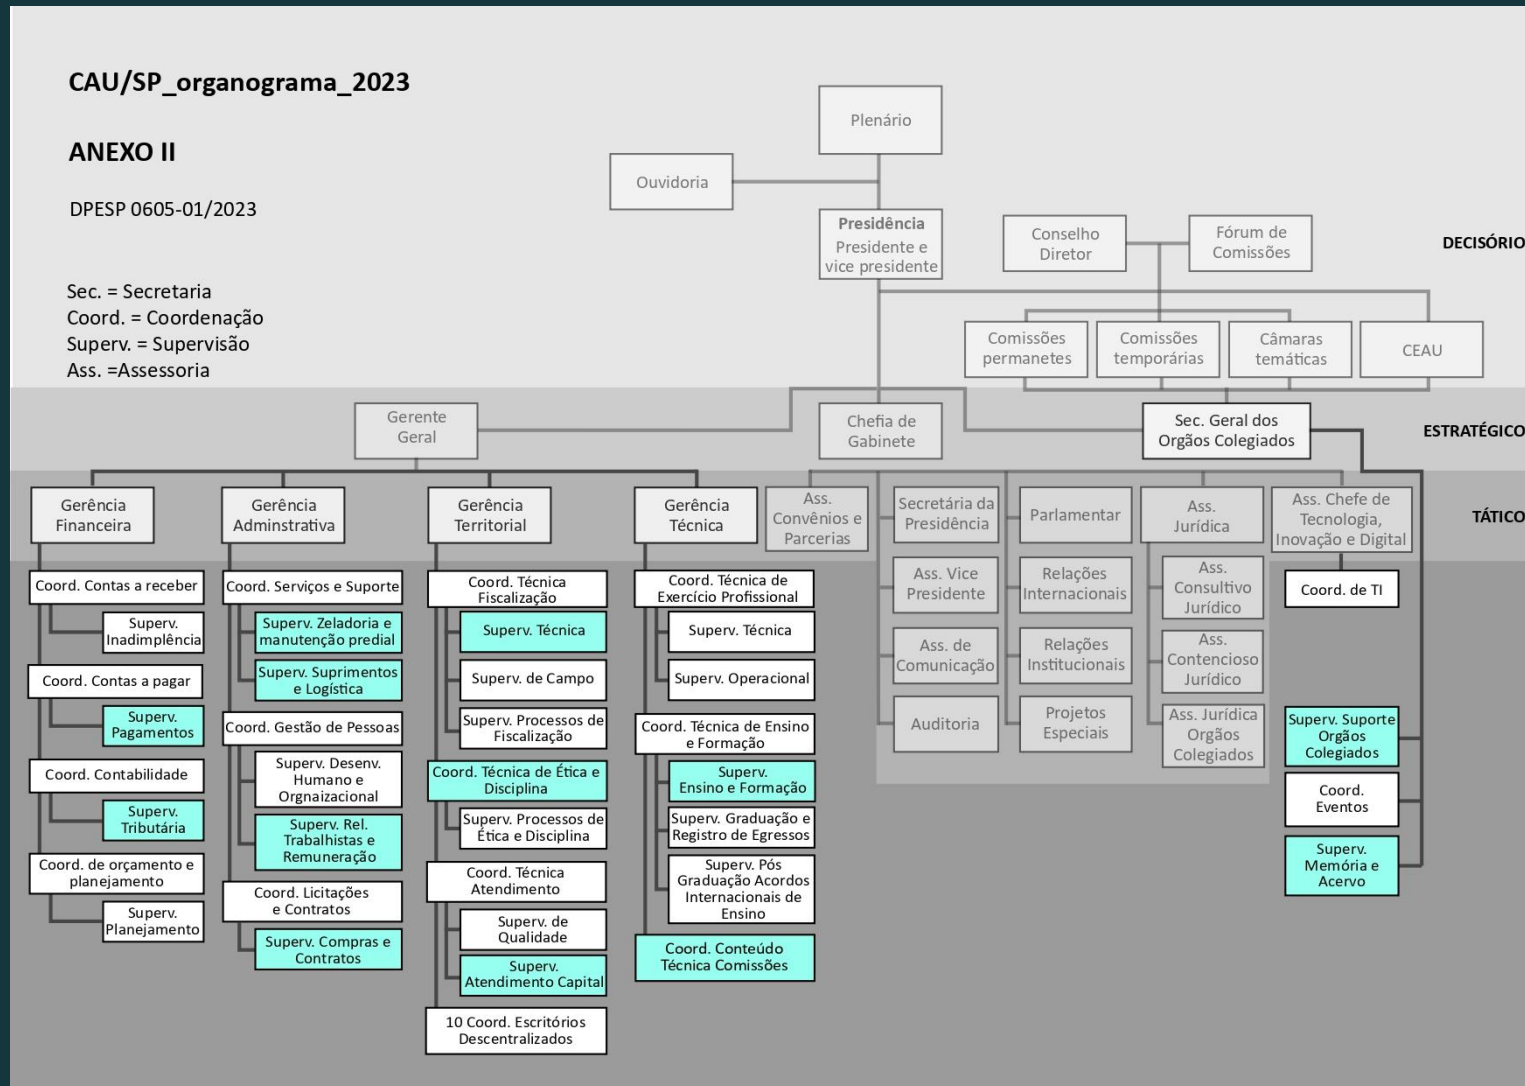 CAU/SP_organograma_2023
ANEXO II
DPESP 0605-01/2023
Sec. = Secretaria
Coord. = Coordenação
Superv. = Supervisão
Ass. =Assessoria
Plenário
Ouvidoria
Presidência
Presidente e
vice presidente
Conselho
Diretor
Fórum de
Comissões
DECISÓRIO
Comissões
permanetes
Comissões
temporárias
Câmaras
temáticas
CEAU
Gerente
Geral
Chefia de
Gabinete
Sec. Geral dos
Orgãos Colegiados
ESTRATÉGICO
Gerência
Financeira
Gerência
Adminstrativa
Gerência
Territorial
Gerência
Técnica
Ass.
Convênios e
Parcerias
Secretária da
Presidência
Parlamentar
Ass.
Jurídica
Ass. Chefe de
Tecnologia,
Inovação e Digital
TÁTICO
Coord. Contas a receber
Superv.
Inadimplência
Coord. Contas a pagar
Superv.
Pagamentos
Coord. Contabilidade
Superv.
Tributária
Coord. de orçamento e
planejamento
Superv.
Planejamento
Coord. Serviços e Suporte
Superv. Zeladoria e
manutenção predial
Superv. Suprimentos
e Logística
Coord. Gestão de Pessoas
Superv. Desenv.
Humano e
Orgnaizacional
Superv. Rel.
Trabalhistas e
Remuneração
Coord. Licitações
e Contratos
Superv. Compras e
Contratos
Coord. Técnica
Fiscalização
Superv. Técnica
Superv. de Campo
Superv. Processos de
Fiscalização
Coord. Técnica de Ética e
Disciplina
Superv. Processos de
Ética e Disciplina
Coord. Técnica
Atendimento
Superv. de
Qualidade
Superv.
Atendimento Capital
10 Coord. Escritórios
Descentralizados
Coord. Técnica de
Exercício Profissional
Superv. Técnica
Superv. Operacional
Coord. Técnica de Ensino
e Formação
Superv.
Ensino e Formação
Superv. Graduação e
Registro de Egressos
Superv. Pós
Graduação Acordos
Internacionais de
Ensino
Coord. Conteúdo
Técnica Comissões
Ass. Vice
Presidente
Ass. de
Comunicação
Auditoria
Relações
Internacionais
Relações
Institucionais
Projetos
Especiais
Ass.
Consultivo
Jurídico
Ass.
Contencioso
Jurídico
Ass. Jurídica
Orgãos
Colegiados
Coord. de TI
Superv. Suporte
Orgãos
Colegiados
Coord.
Eventos
Superv.
Memória e
Acervo